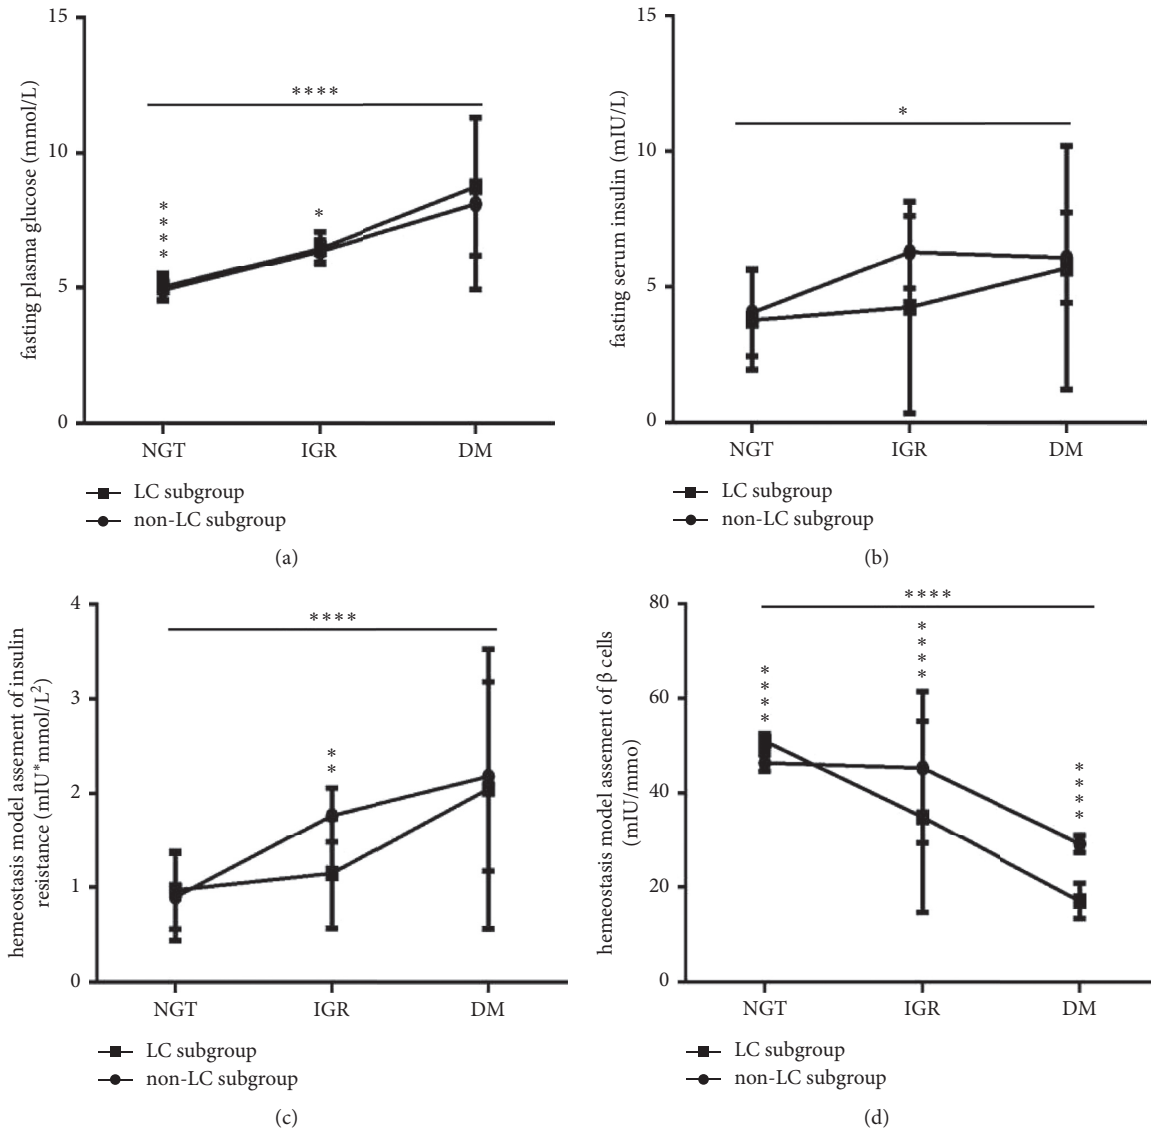 15
10
5
0
fasting plasma glucose (mmol/L)
****
****
*
NGT IGR DM
LC subgroup
non-LC subgroup
(a)
15
10
5
0
fasting serum insulin (mIU/L)
*
NGT IGR DM
LC subgroup
non-LC subgroup
(b)
4
3
2
1
0
hemeostasis model assement of insulin
resistance (mIU*mmol/L²)
****
**
NGT IGR DM
LC subgroup
non-LC subgroup
(c)
80
60
40
20
0
hemeostasis model assement of β cells
(mIU/mmo)
****
****
****
****
NGT IGR DM
LC subgroup
non-LC subgroup
(d)